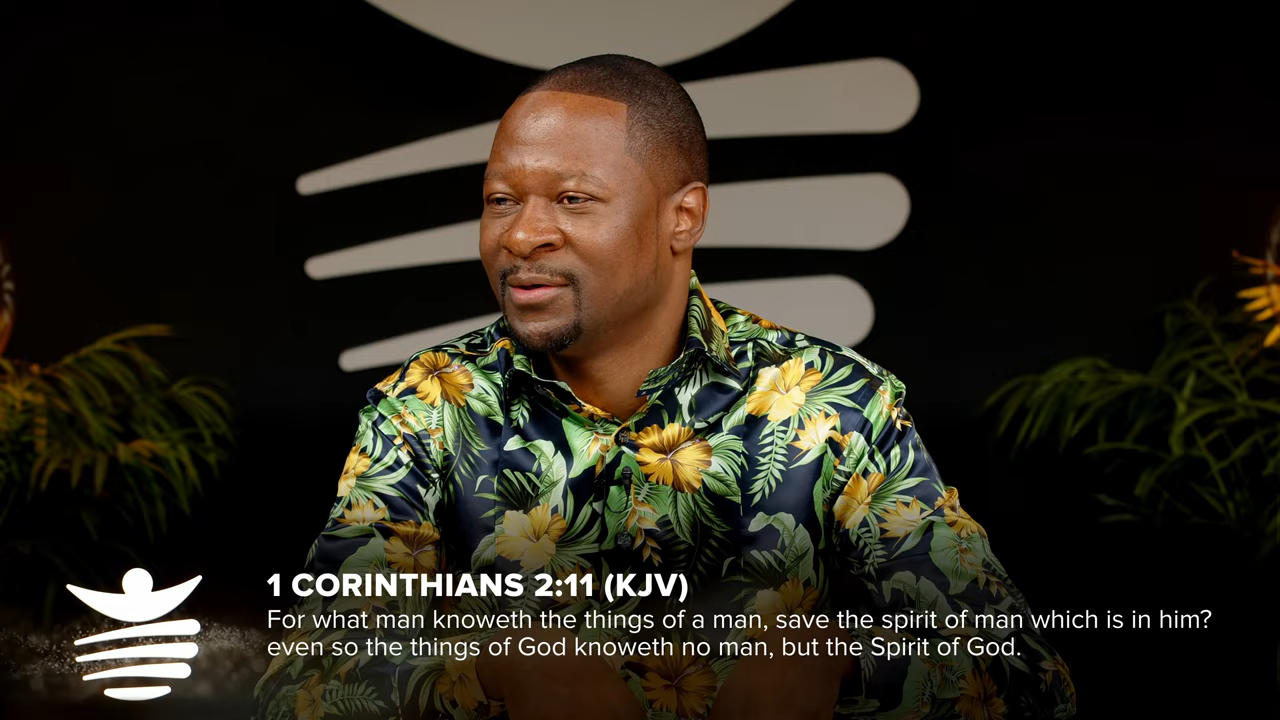 1 CORINTHIANS 2:11 (KJV)
For what man knoweth the things of a man, save the spirit of man which is in him?
even so the things of God knoweth no man, but the Spirit of God.